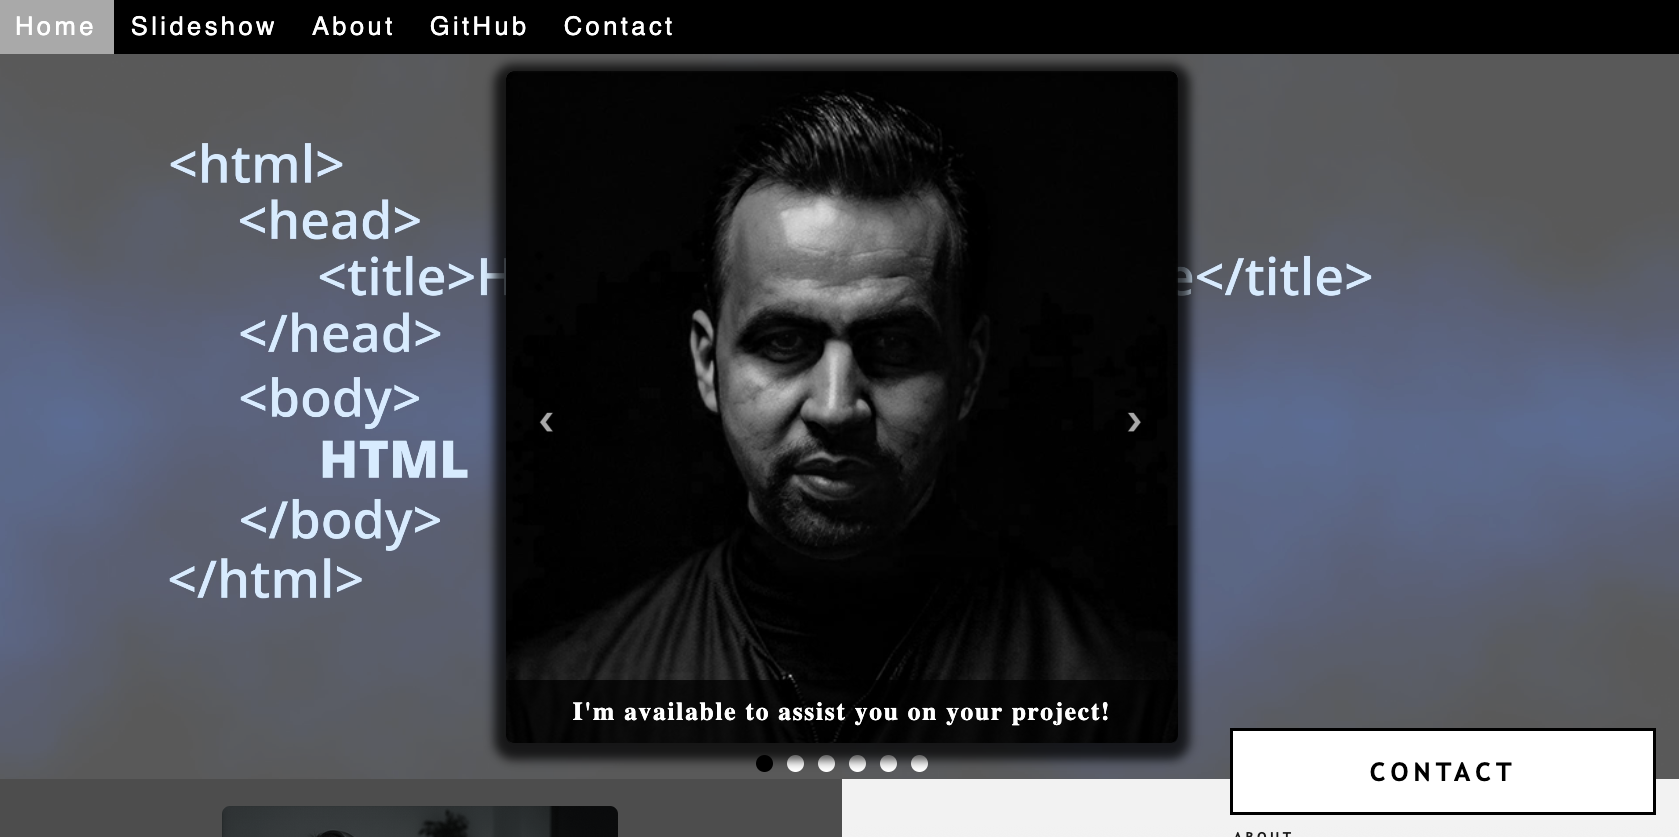 Home Slideshow About GitHub Contact
<html>
<head>
<title>H e</title>
</head>
<body>
HTML
</body>
</html>
I'm available to assist you on your project!
CONTACT
ABOUT